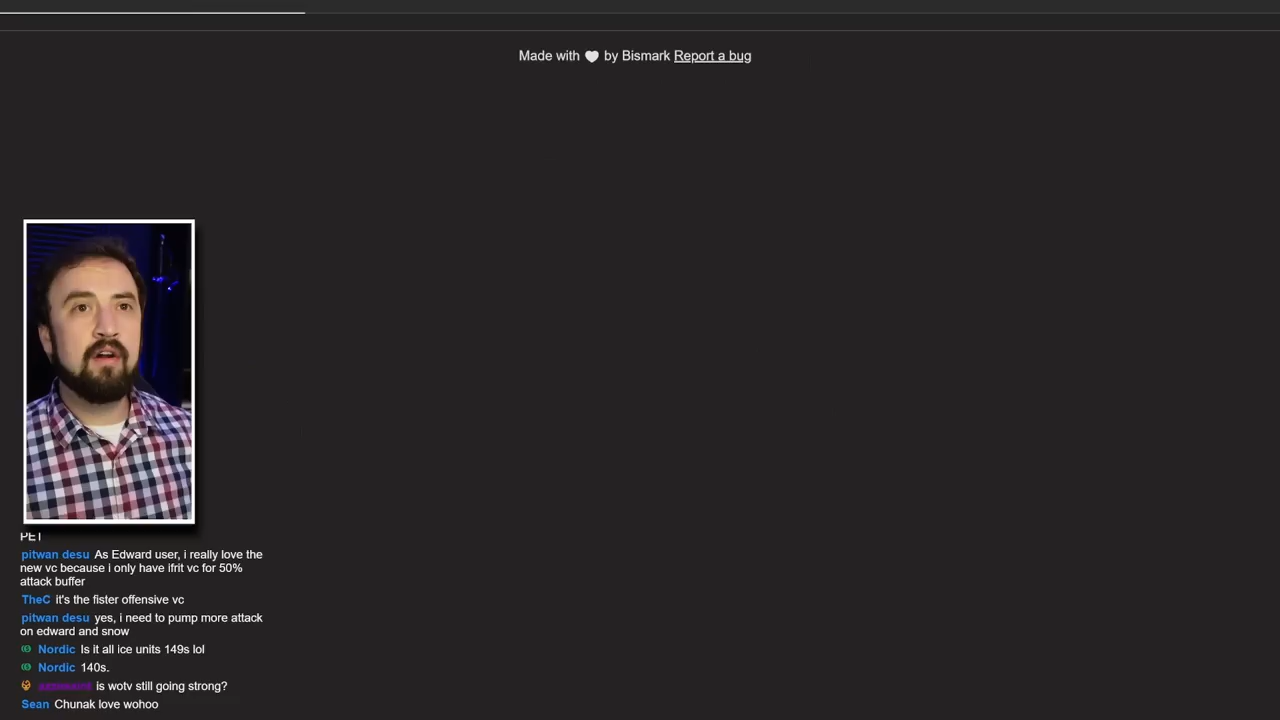 Made with by Bismark Report a bug
PET
pitwan desu As Edward user, i really love the
new vc because i only have ifrit vc for 50%
attack buffer
TheC it's the fister offensive vc
pitwan desu yes, i need to pump more attack
on edward and snow
Nordic Is it all ice units 149s lol
Nordic 140s.
is wotv still going strong?
Sean Chunak love wohoo